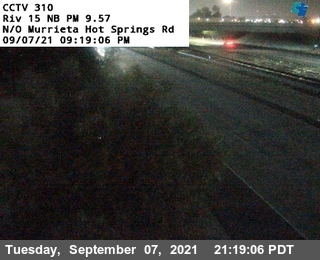 CCTV 310
Riv 15 NB PM 9.57
N/O Murrieta Hot Springs Rd
09/07/21 09:19:06 PM
Tuesday, September 07, 2021 21:19:06 PDT